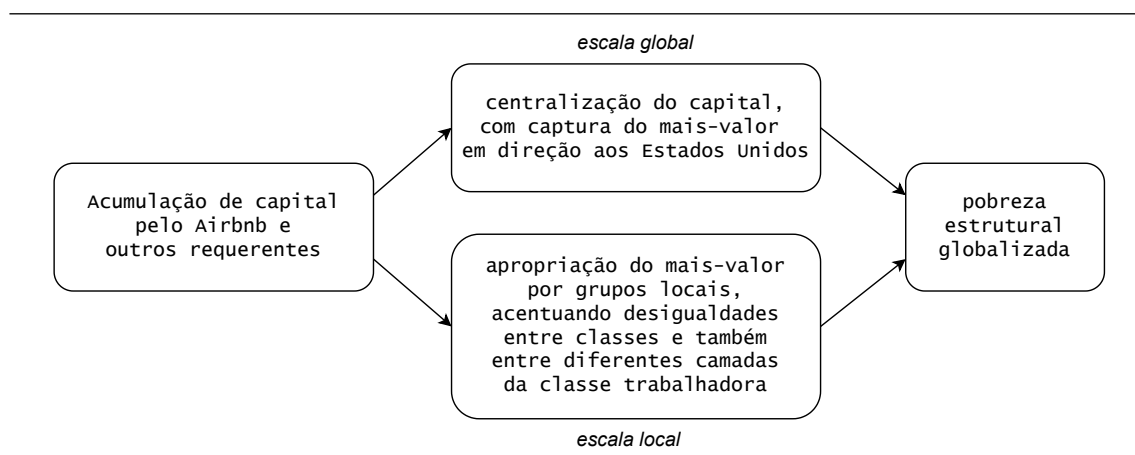 escala global
centralização do capital,
com captura do mais-valor
em direção aos Estados Unidos
Acumulação de capital
pelo Airbnb e
outros requerentes
pobreza
estrutural
globalizada
apropriação do mais-valor
por grupos locais,
acentuando desigualdades
entre classes e também
entre diferentes camadas
da classe trabalhadora
escala local